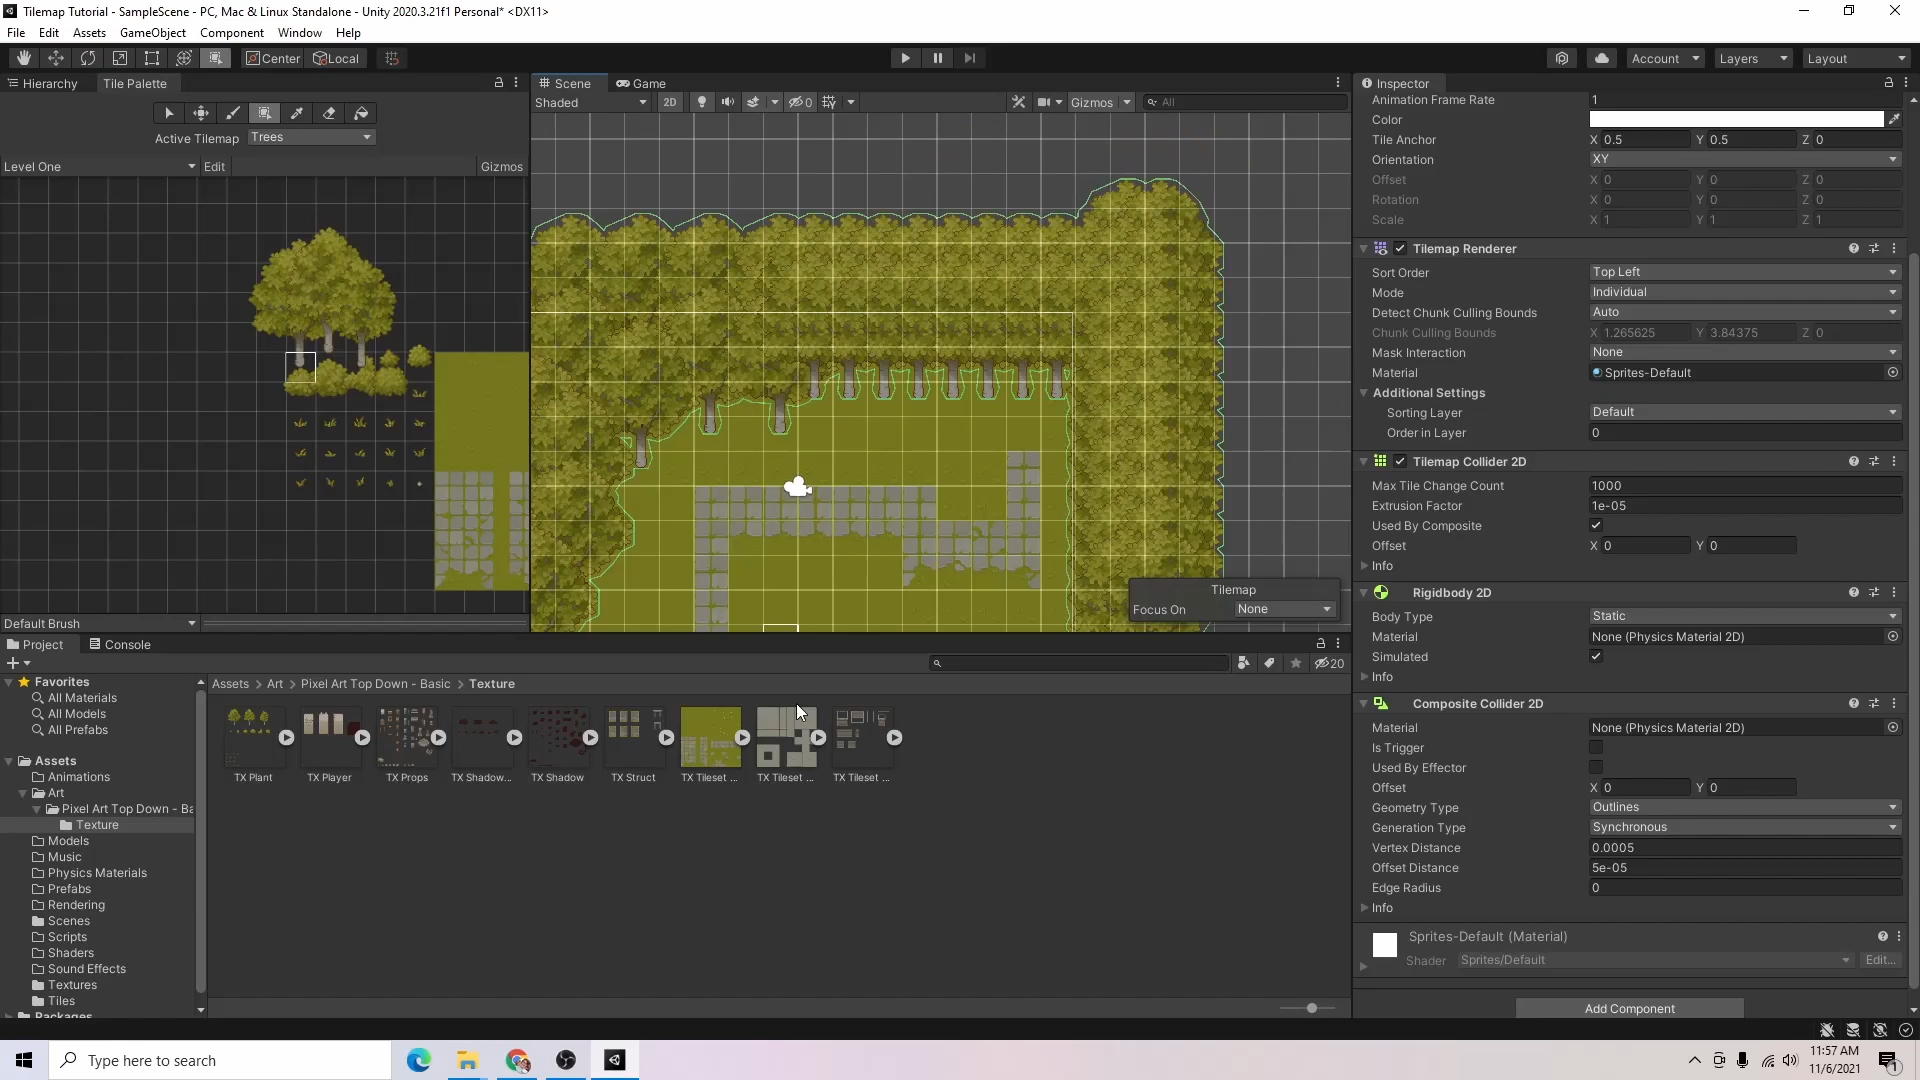 Tilemap Tutorial - SampleScene - PC, Mac & Linux Standalone - Unity 2020.3.21f1 Personal* <DX11>
File Edit Assets GameObject Component Window Help
Center Local
Account Layers Layout
Hierarchy Tile Palette
Active Tilemap Trees
Level One Edit Gizmos
Default Brush
Scene Game
Shaded 2D 0 Gizmos All
Tilemap
Focus On None
Inspector
Animation Frame Rate 1
Color
Tile Anchor X 0.5 Y 0.5 Z 0
Orientation XY
Offset X 0 Y 0 Z 0
Rotation X 0 Y 0 Z 0
Scale X 1 Y 1 Z 1
Tilemap Renderer
Sort Order Top Left
Mode Individual
Detect Chunk Culling Bounds Auto
Chunk Culling Bounds X 1.265625 Y 3.84375 Z 0
Mask Interaction None
Material Sprites-Default
Additional Settings
Sorting Layer Default
Order in Layer 0
Tilemap Collider 2D
Max Tile Change Count 1000
Extrusion Factor 1e-05
Used By Composite
Offset X 0 Y 0
Info
Rigidbody 2D
Body Type Static
Material None (Physics Material 2D)
Simulated
Info
Composite Collider 2D
Material None (Physics Material 2D)
Is Trigger
Used By Effector
Offset X 0 Y 0
Geometry Type Outlines
Generation Type Synchronous
Vertex Distance 0.0005
Offset Distance 5e-05
Edge Radius 0
Info
Sprites-Default (Material)
Shader Sprites/Default Edit...
Add Component
Project Console
20
Favorites
All Materials
All Models
All Prefabs
Assets
Animations
Art
Pixel Art Top Down - Ba
Texture
Models
Music
Physics Materials
Prefabs
Rendering
Scenes
Scripts
Shaders
Sound Effects
Textures
Tiles
Packages
Assets > Art > Pixel Art Top Down - Basic > Texture
TX Plant TX Player TX Props TX Shadow... TX Shadow TX Struct TX Tileset ... TX Tileset ... TX Tileset ...
Type here to search
11:57 AM
11/6/2021
1